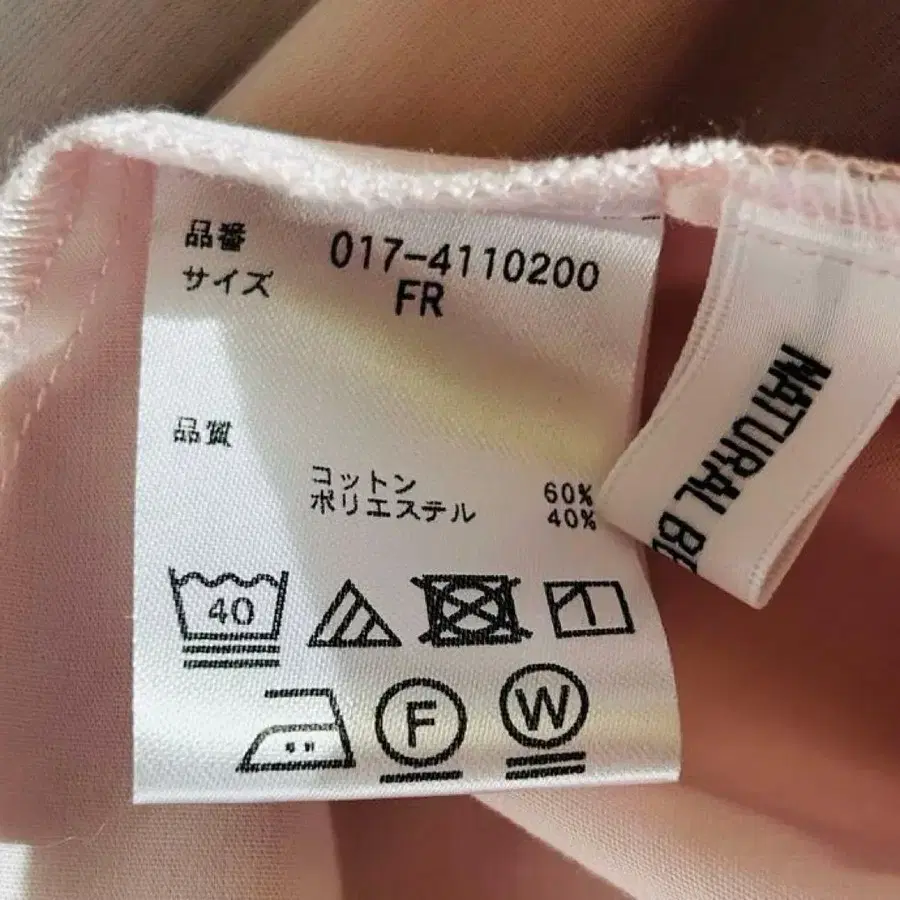 品番 017-4110200
サイズ FR
品質
コットン 60%
ポリエステル 40%
40
F
W
NATURAL